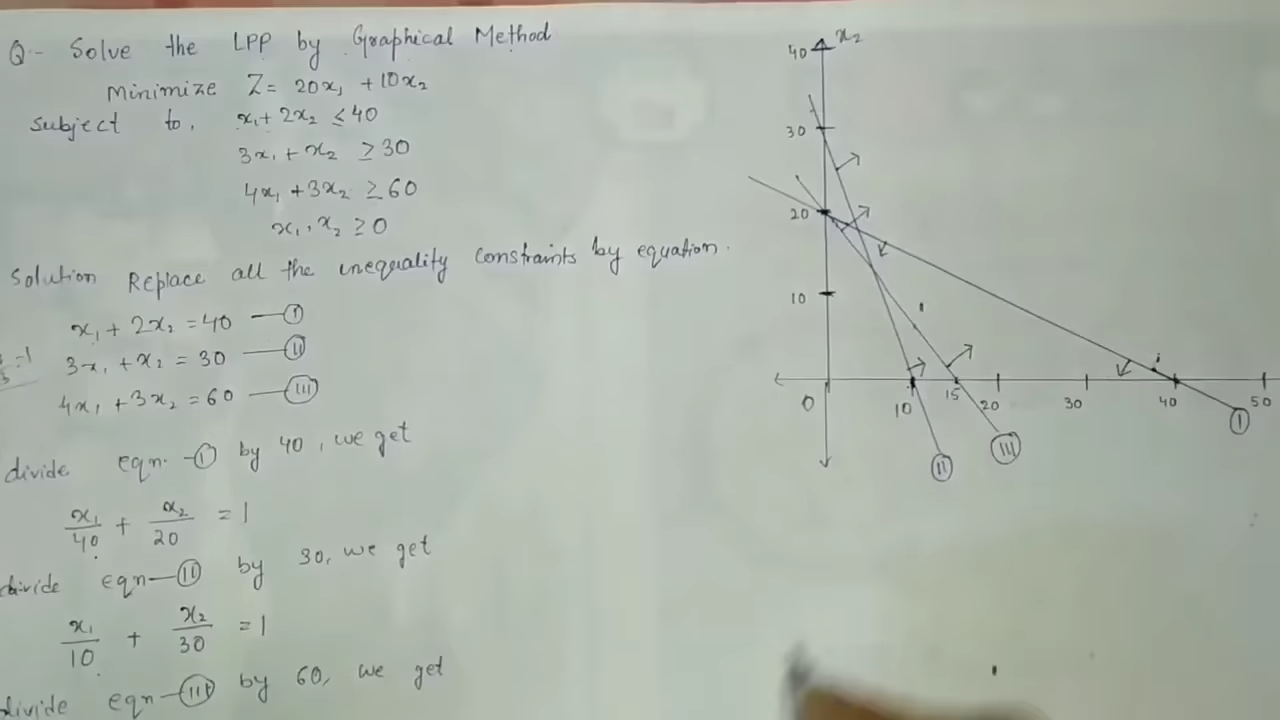 Q:- Solve the LPP by Graphical Method
Minimize Z = 20x₁ + 10x₂
Subject to, x₁ + 2x₂ ≤ 40
3x₁ + x₂ ≥ 30
4x₁ + 3x₂ ≥ 60
x₁, x₂ ≥ 0
Solution Replace all the inequality constraints by equation.
x₁ + 2x₂ = 40 — Ⓘ
3x₁ + x₂ = 30 — ⓘⓘ
4x₁ + 3x₂ = 60 — (III)
divide eqn. – (I) by 40, we get
x₁/40 + x₂/20 = 1
divide eqn – (II) by 30, we get
x₁/10 + x₂/30 = 1
divide eqn – (III) by 60, we get
x₂
40
30
20
10
0 10 15 20 30 40 50
(I)
(II) (III)